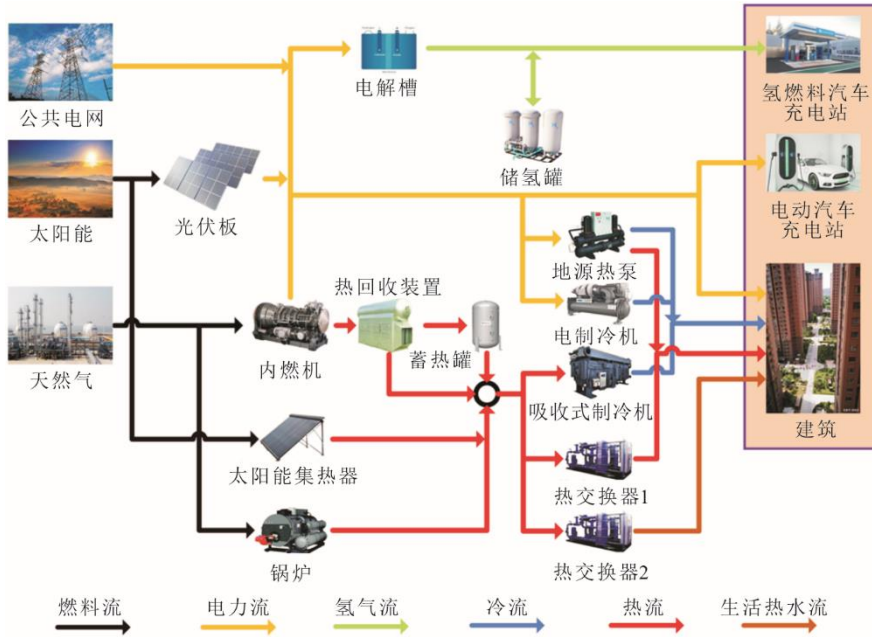 公共电网
太阳能
天然气
光伏板
内燃机
太阳能集热器
锅炉
电解槽
储氢罐
热回收装置
蓄热罐
地源热泵
电制冷机
吸收式制冷机
热交换器1
热交换器2
氢燃料汽车
充电站
电动汽车
充电站
建筑
燃料流
电力流
氢气流
冷流
热流
生活热水流